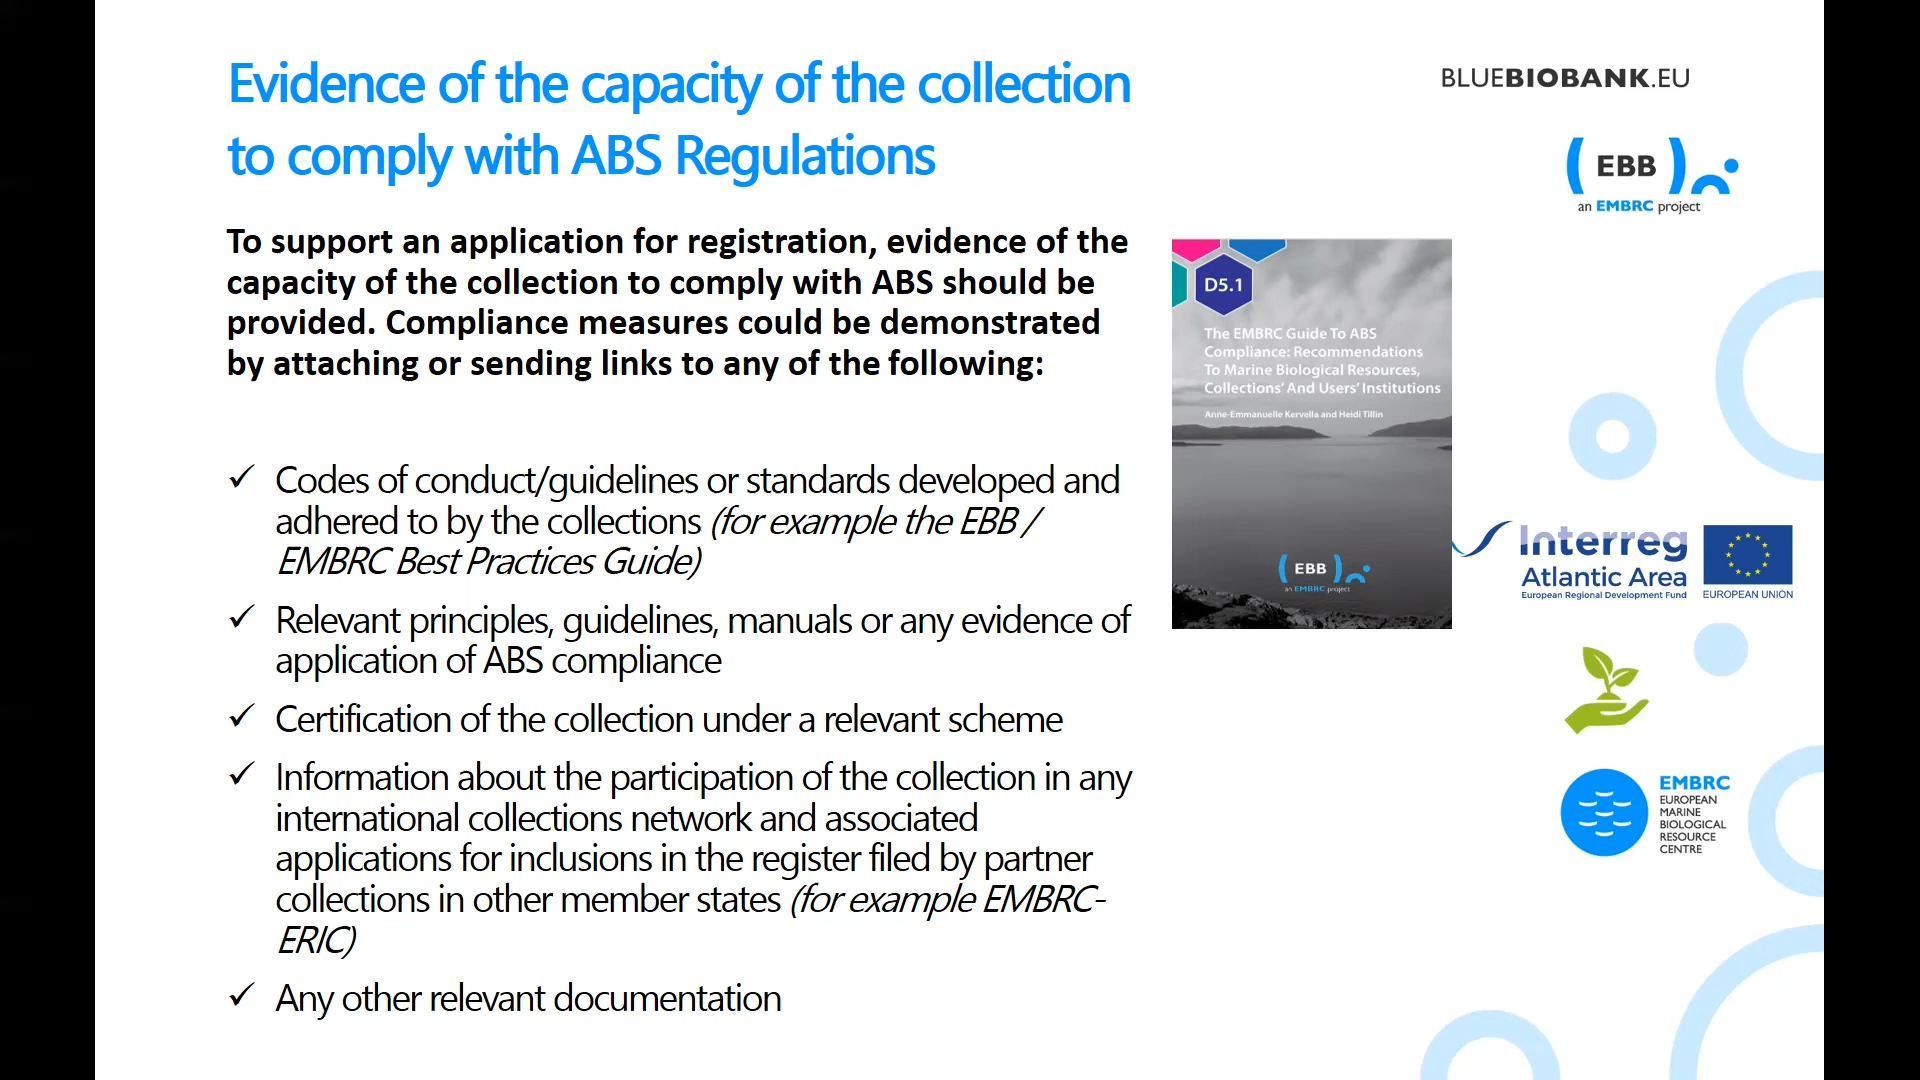 Evidence of the capacity of the collection
to comply with ABS Regulations
To support an application for registration, evidence of the
capacity of the collection to comply with ABS should be
provided. Compliance measures could be demonstrated
by attaching or sending links to any of the following:
✓ Codes of conduct/guidelines or standards developed and
adhered to by the collections (for example the EBB /
EMBRC Best Practices Guide)
✓ Relevant principles, guidelines, manuals or any evidence of
application of ABS compliance
✓ Certification of the collection under a relevant scheme
✓ Information about the participation of the collection in any
international collections network and associated
applications for inclusions in the register filed by partner
collections in other member states (for example EMBRC-
ERIC)
✓ Any other relevant documentation
D5.1
The EMBRC Guide To ABS
Compliance: Recommendations
To Marine Biological Resources,
Collections' And Users' Institutions
Anne-Emmanuelle Kervella and Heidi Tillin
EBB
an EMBRC project
BLUEBIOBANK.EU
EBB
an EMBRC project
Interreg
Atlantic Area
European Regional Development Fund
EUROPEAN UNION
EMBRC
EUROPEAN
MARINE
BIOLOGICAL
RESOURCE
CENTRE